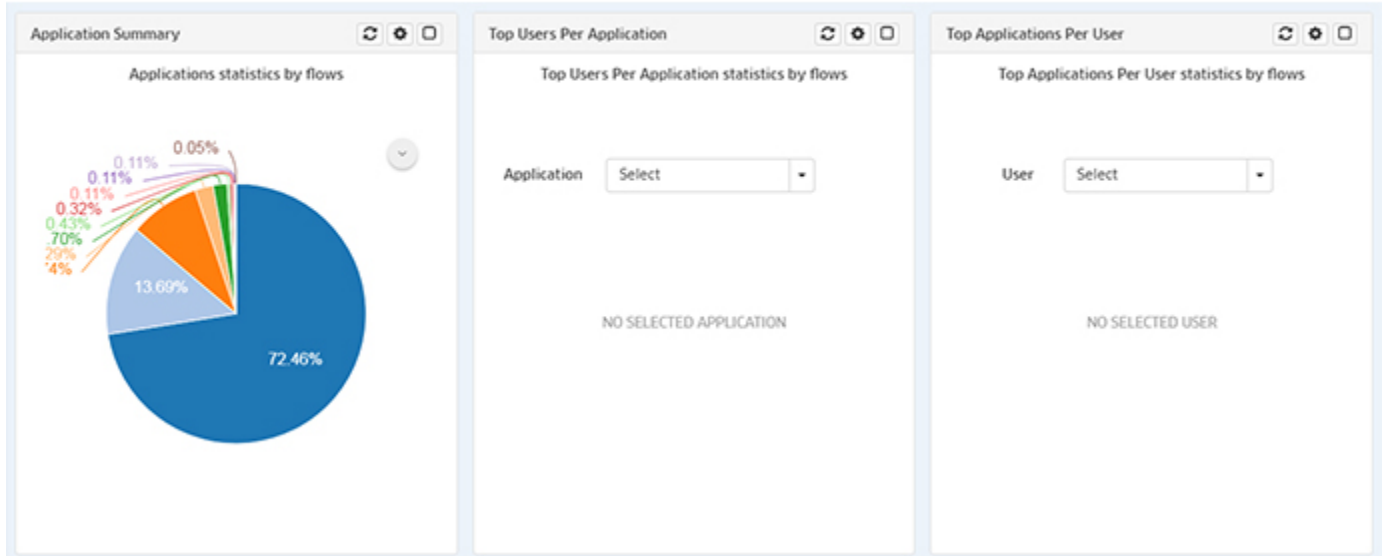 Application Summary
Applications statistics by flows
0.05%
0.11%
0.11%
0.11%
0.32%
0.43%
.70%
29%
4%
13.69%
72.46%
Top Users Per Application
Top Users Per Application statistics by flows
Application Select
NO SELECTED APPLICATION
Top Applications Per User
Top Applications Per User statistics by flows
User Select
NO SELECTED USER